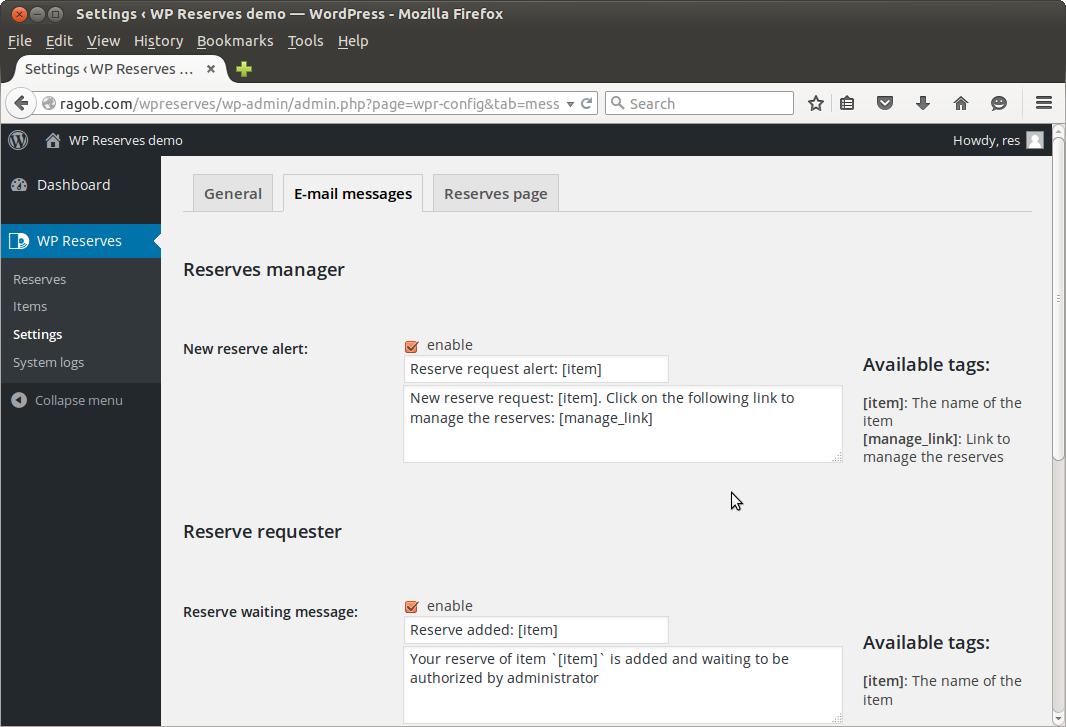 Settings ‹ WP Reserves demo — WordPress - Mozilla Firefox
File Edit View History Bookmarks Tools Help
Settings ‹ WP Reserves ...
ragob.com/wpreserves/wp-admin/admin.php?page=wpr-config&tab=mess
Search
WP Reserves demo
Howdy, res
Dashboard
WP Reserves
Reserves
Items
Settings
System logs
Collapse menu
General
E-mail messages
Reserves page
Reserves manager
New reserve alert:
enable
Reserve request alert: [item]
New reserve request: [item]. Click on the following link to
manage the reserves: [manage_link]
Available tags:
[item]: The name of the
item
[manage_link]: Link to
manage the reserves
Reserve requester
Reserve waiting message:
enable
Reserve added: [item]
Your reserve of item `[item]` is added and waiting to be
authorized by administrator
Available tags:
[item]: The name of the
item